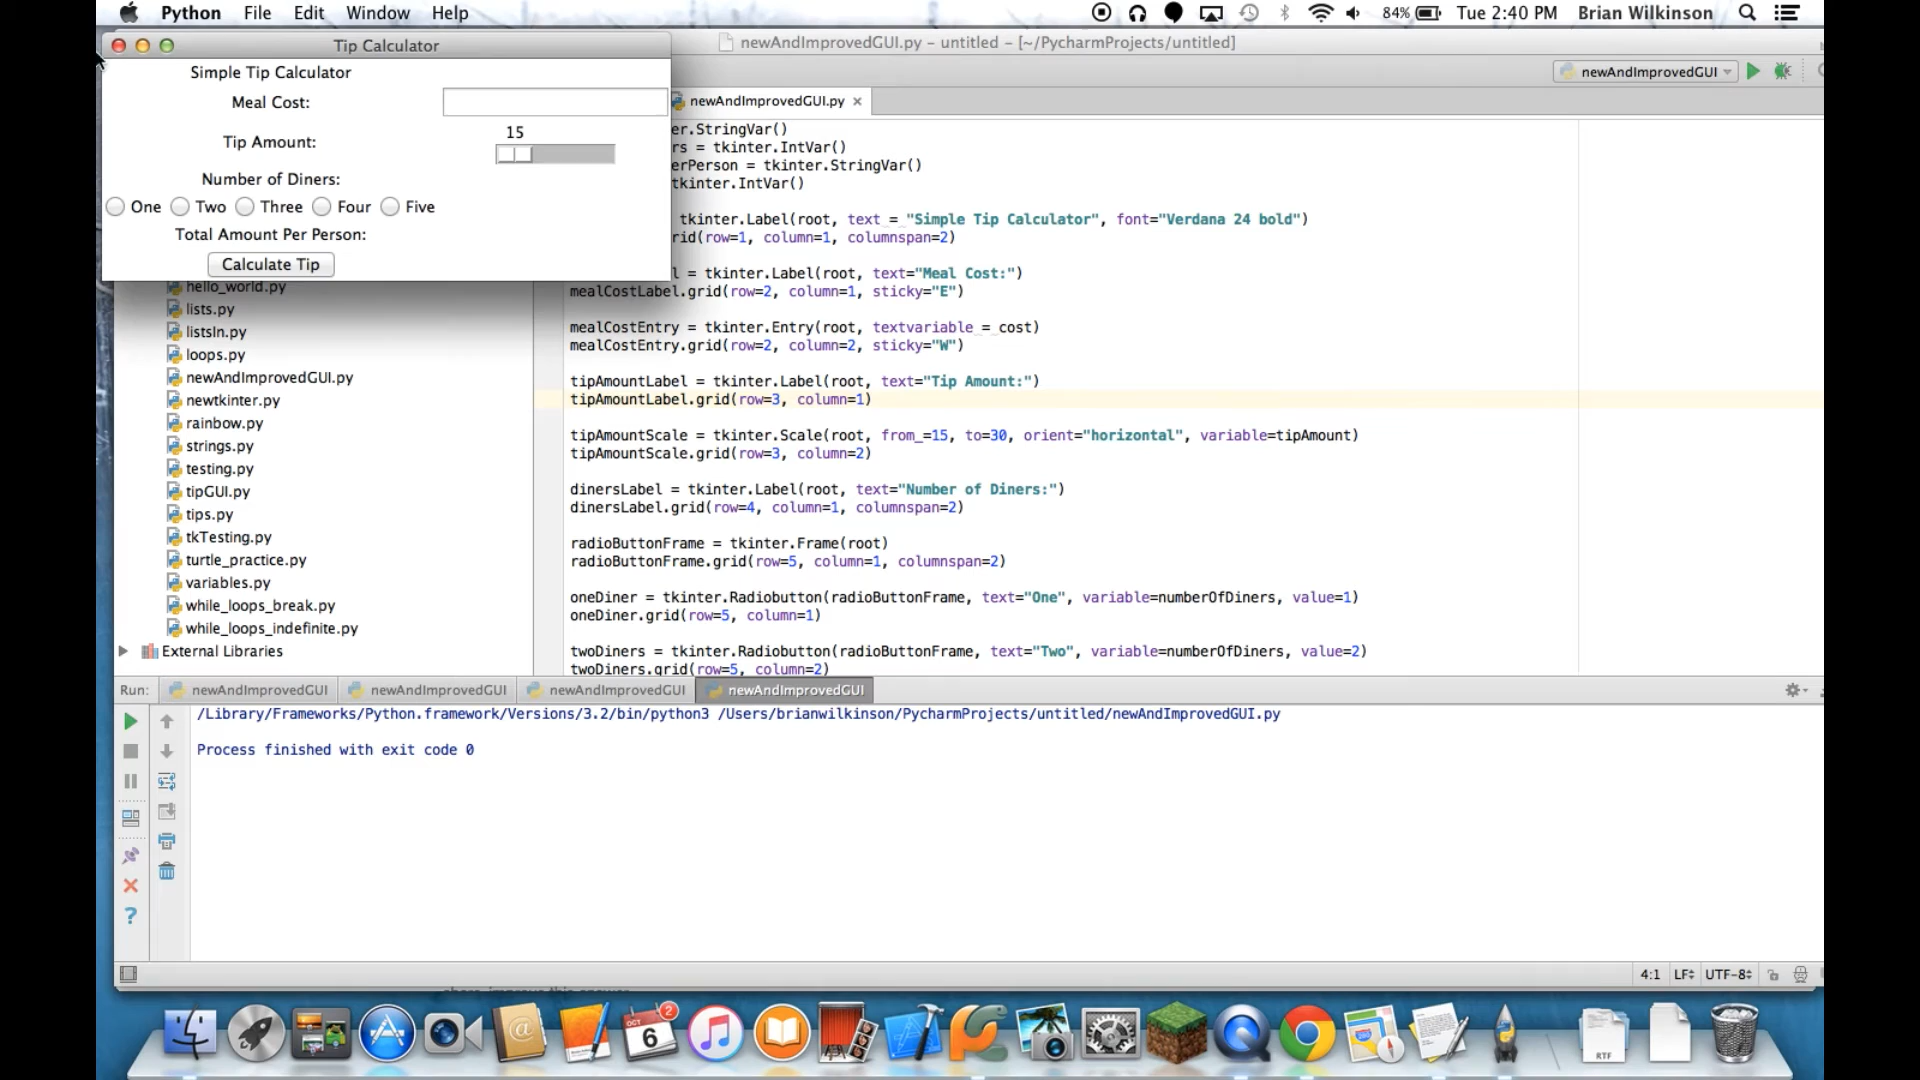 Python File Edit Window Help 84% Tue 2:40 PM Brian Wilkinson
Tip Calculator
newAndImprovedGUI.py – untitled – [~/PycharmProjects/untitled]
Simple Tip Calculator
Meal Cost:
15
Tip Amount:
Number of Diners:
One Two Three Four Five
Total Amount Per Person:
Calculate Tip
newAndImprovedGUI
newAndImprovedGUI.py
hello_world.py
lists.py
listsIn.py
loops.py
newAndImprovedGUI.py
newtkinter.py
rainbow.py
strings.py
testing.py
tipGUI.py
tips.py
tkTesting.py
turtle_practice.py
variables.py
while_loops_break.py
while_loops_indefinite.py
External Libraries
er.StringVar()
rs = tkinter.IntVar()
erPerson = tkinter.StringVar()
tkinter.IntVar()
tkinter.Label(root, text = "Simple Tip Calculator", font="Verdana 24 bold")
rid(row=1, column=1, columnspan=2)
l = tkinter.Label(root, text="Meal Cost:")
mealCostLabel.grid(row=2, column=1, sticky="E")
mealCostEntry = tkinter.Entry(root, textvariable = cost)
mealCostEntry.grid(row=2, column=2, sticky="W")
tipAmountLabel = tkinter.Label(root, text="Tip Amount:")
tipAmountLabel.grid(row=3, column=1)
tipAmountScale = tkinter.Scale(root, from_=15, to=30, orient="horizontal", variable=tipAmount)
tipAmountScale.grid(row=3, column=2)
dinersLabel = tkinter.Label(root, text="Number of Diners:")
dinersLabel.grid(row=4, column=1, columnspan=2)
radioButtonFrame = tkinter.Frame(root)
radioButtonFrame.grid(row=5, column=1, columnspan=2)
oneDiner = tkinter.Radiobutton(radioButtonFrame, text="One", variable=numberOfDiners, value=1)
oneDiner.grid(row=5, column=1)
twoDiners = tkinter.Radiobutton(radioButtonFrame, text="Two", variable=numberOfDiners, value=2)
twoDiners.grid(row=5, column=2)
Run: newAndImprovedGUI newAndImprovedGUI newAndImprovedGUI newAndImprovedGUI
/Library/Frameworks/Python.framework/Versions/3.2/bin/python3 /Users/brianwilkinson/PycharmProjects/untitled/newAndImprovedGUI.py
Process finished with exit code 0
4:1 LF UTF-8
OCT
6
2
RTF